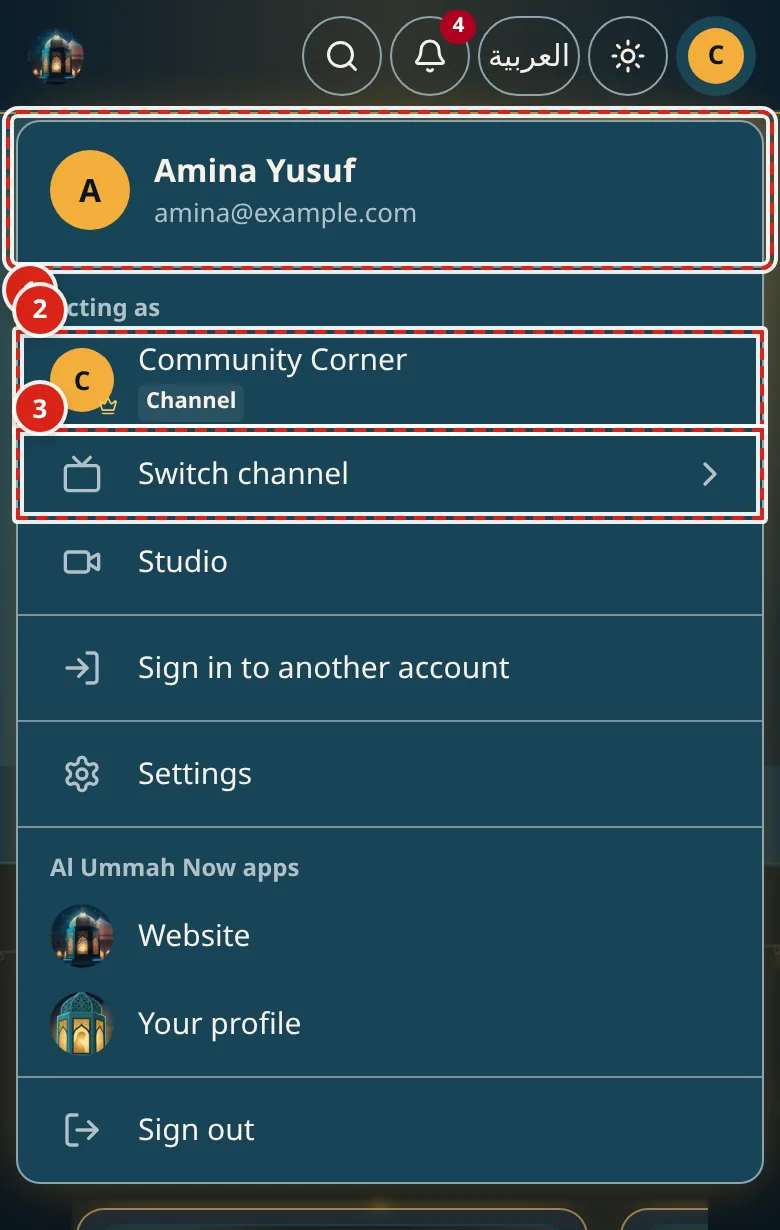 4
العربية
C
A
Amina Yusuf
amina@example.com
2
cting as
C
Community Corner
Channel
3
Switch channel
Studio
Sign in to another account
Settings
Al Ummah Now apps
Website
Your profile
Sign out